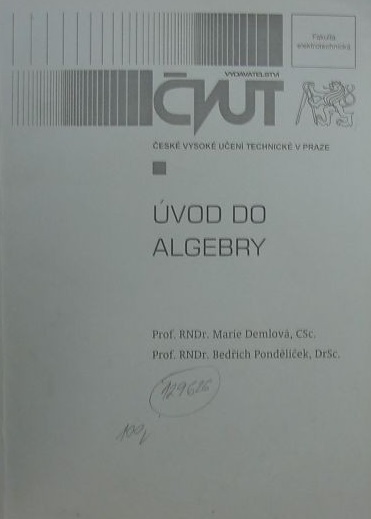 Fakulta
elektrotechnická
VYDAVATELSTVÍ
ČVUT
ČESKÉ VYSOKÉ UČENÍ TECHNICKÉ V PRAZE
ÚVOD DO
ALGEBRY
Prof. RNDr. Marie Demlová, CSc.
Prof. RNDr. Bedřich Pondělíček, DrSc.
129626